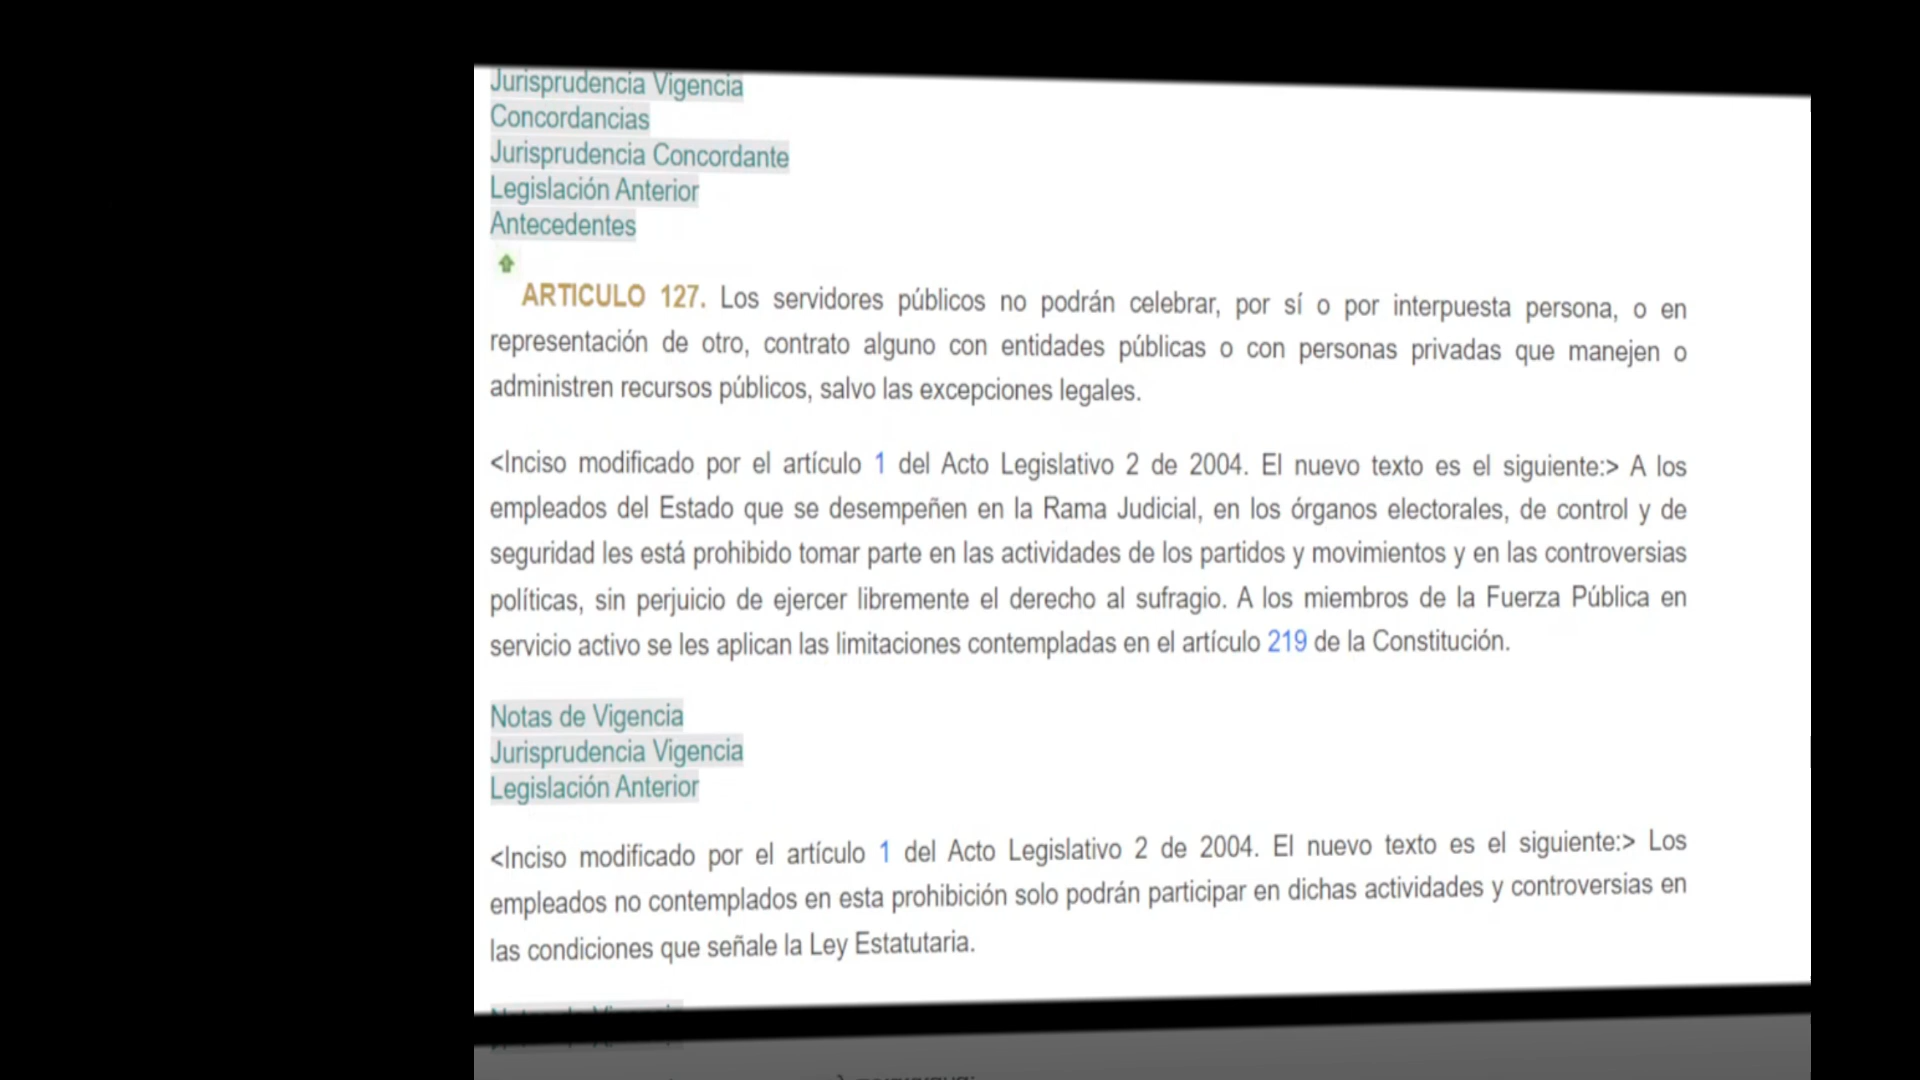 Jurisprudencia Vigencia
Concordancias
Jurisprudencia Concordante
Legislación Anterior
Antecedentes
ARTICULO 127. Los servidores públicos no podrán celebrar, por sí o por interpuesta persona, o en
representación de otro, contrato alguno con entidades públicas o con personas privadas que manejen o
administren recursos públicos, salvo las excepciones legales.
<Inciso modificado por el artículo 1 del Acto Legislativo 2 de 2004. El nuevo texto es el siguiente:> A los
empleados del Estado que se desempeñen en la Rama Judicial, en los órganos electorales, de control y de
seguridad les está prohibido tomar parte en las actividades de los partidos y movimientos y en las controversias
políticas, sin perjuicio de ejercer libremente el derecho al sufragio. A los miembros de la Fuerza Pública en
servicio activo se les aplican las limitaciones contempladas en el artículo 219 de la Constitución.
Notas de Vigencia
Jurisprudencia Vigencia
Legislación Anterior
<Inciso modificado por el artículo 1 del Acto Legislativo 2 de 2004. El nuevo texto es el siguiente:> Los
empleados no contemplados en esta prohibición solo podrán participar en dichas actividades y controversias en
las condiciones que señale la Ley Estatutaria.